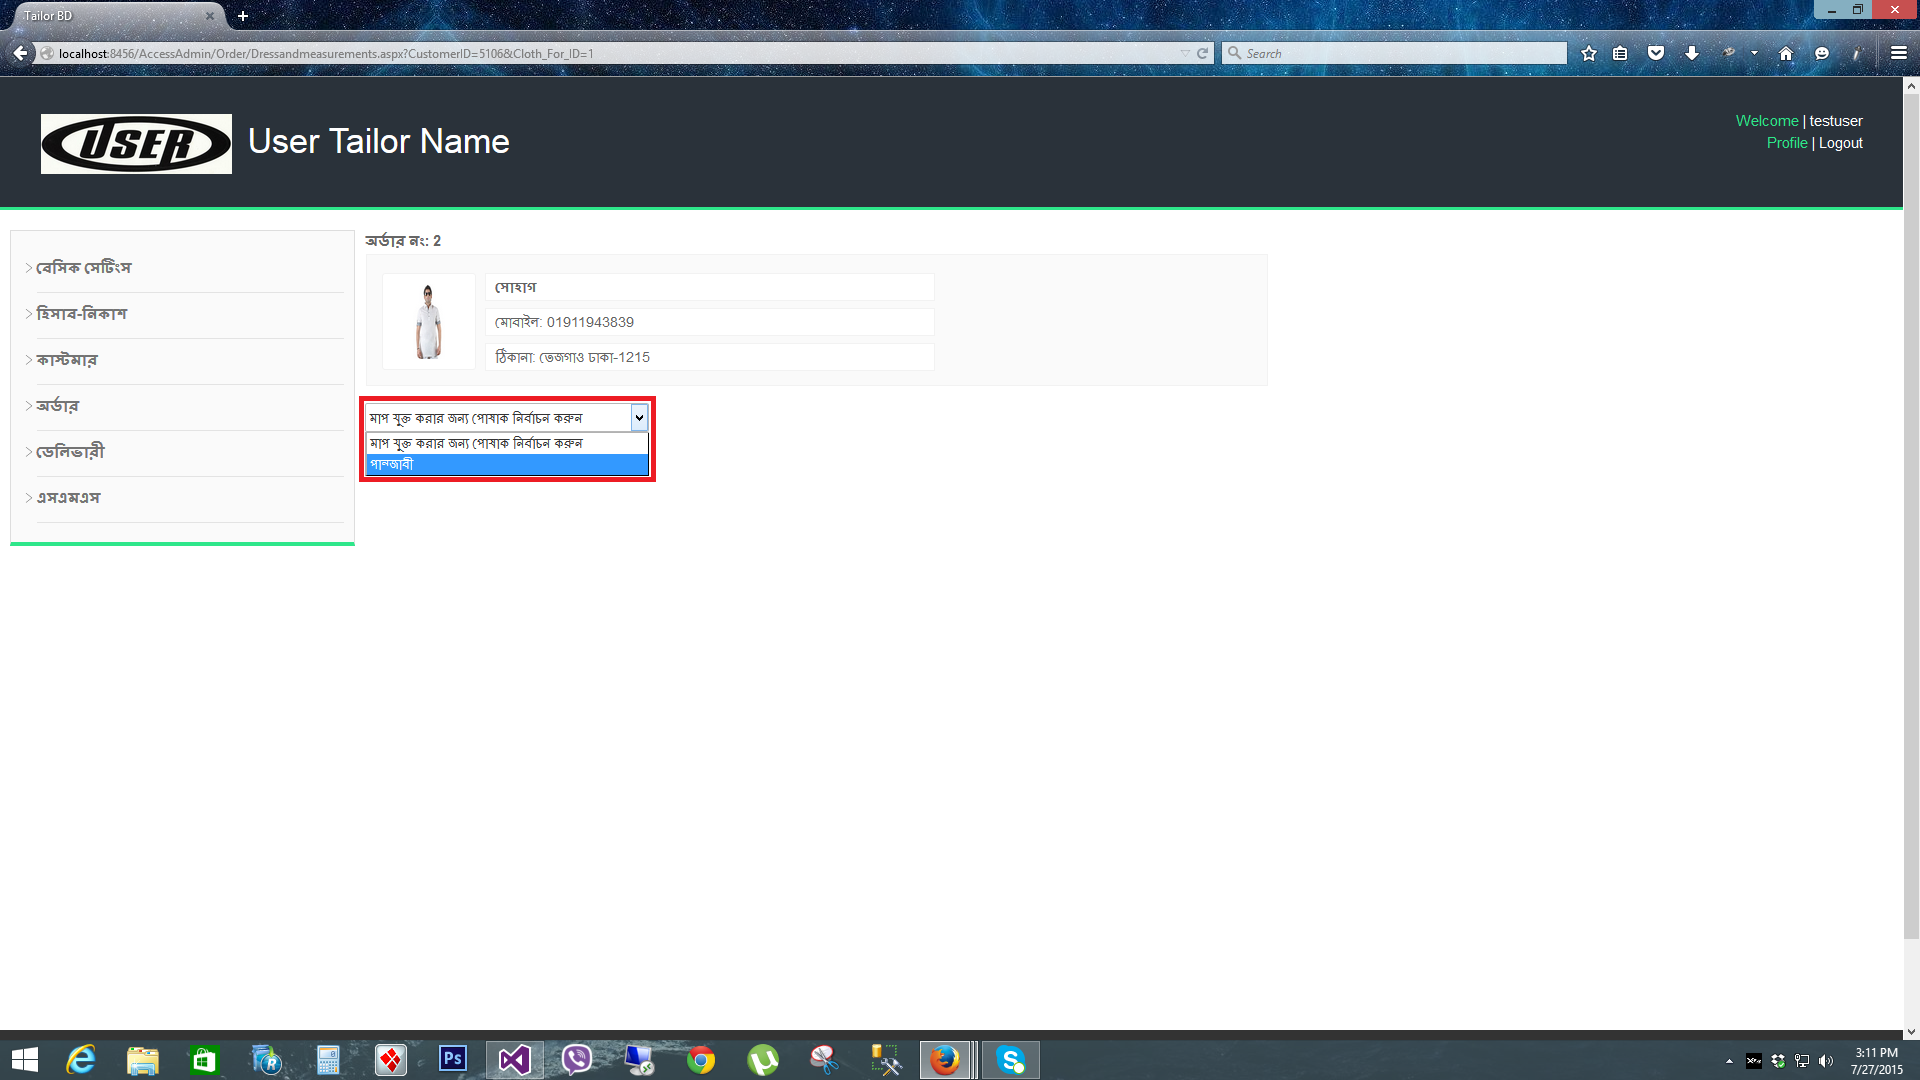 Tailor BD
localhost:8456/AccessAdmin/Order/Dressandmeasurements.aspx?CustomerID=5106&Cloth_For_ID=1
Search
USER
User Tailor Name
Welcome | testuser
Profile | Logout
বেসিক সেটিংস
হিসাব-নিকাশ
কাস্টমার
অর্ডার
ডেলিভারী
এসএমএস
অর্ডার নং: 2
সোহাগ
মোবাইল: 01911943839
ঠিকানা: তেজগাও ঢাকা-1215
মাপ যুক্ত করার জন্য পোষাক নির্বাচন করুন
মাপ যুক্ত করার জন্য পোষাক নির্বাচন করুন
পান্জাবী
Ps
3:11 PM
7/27/2015